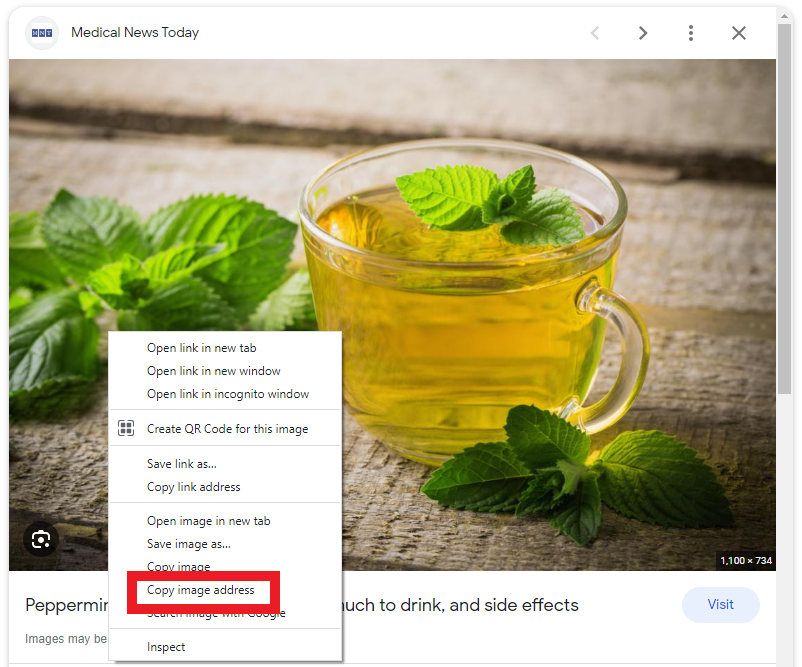 MNT
Medical News Today
Open link in new tab
Open link in new window
Open link in incognito window
Create QR Code for this image
Save link as...
Copy link address
Open image in new tab
Save image as...
Copy image
Copy image address
Search image with Google
Inspect
1,100 × 734
much to drink, and side effects
Visit
Images may be